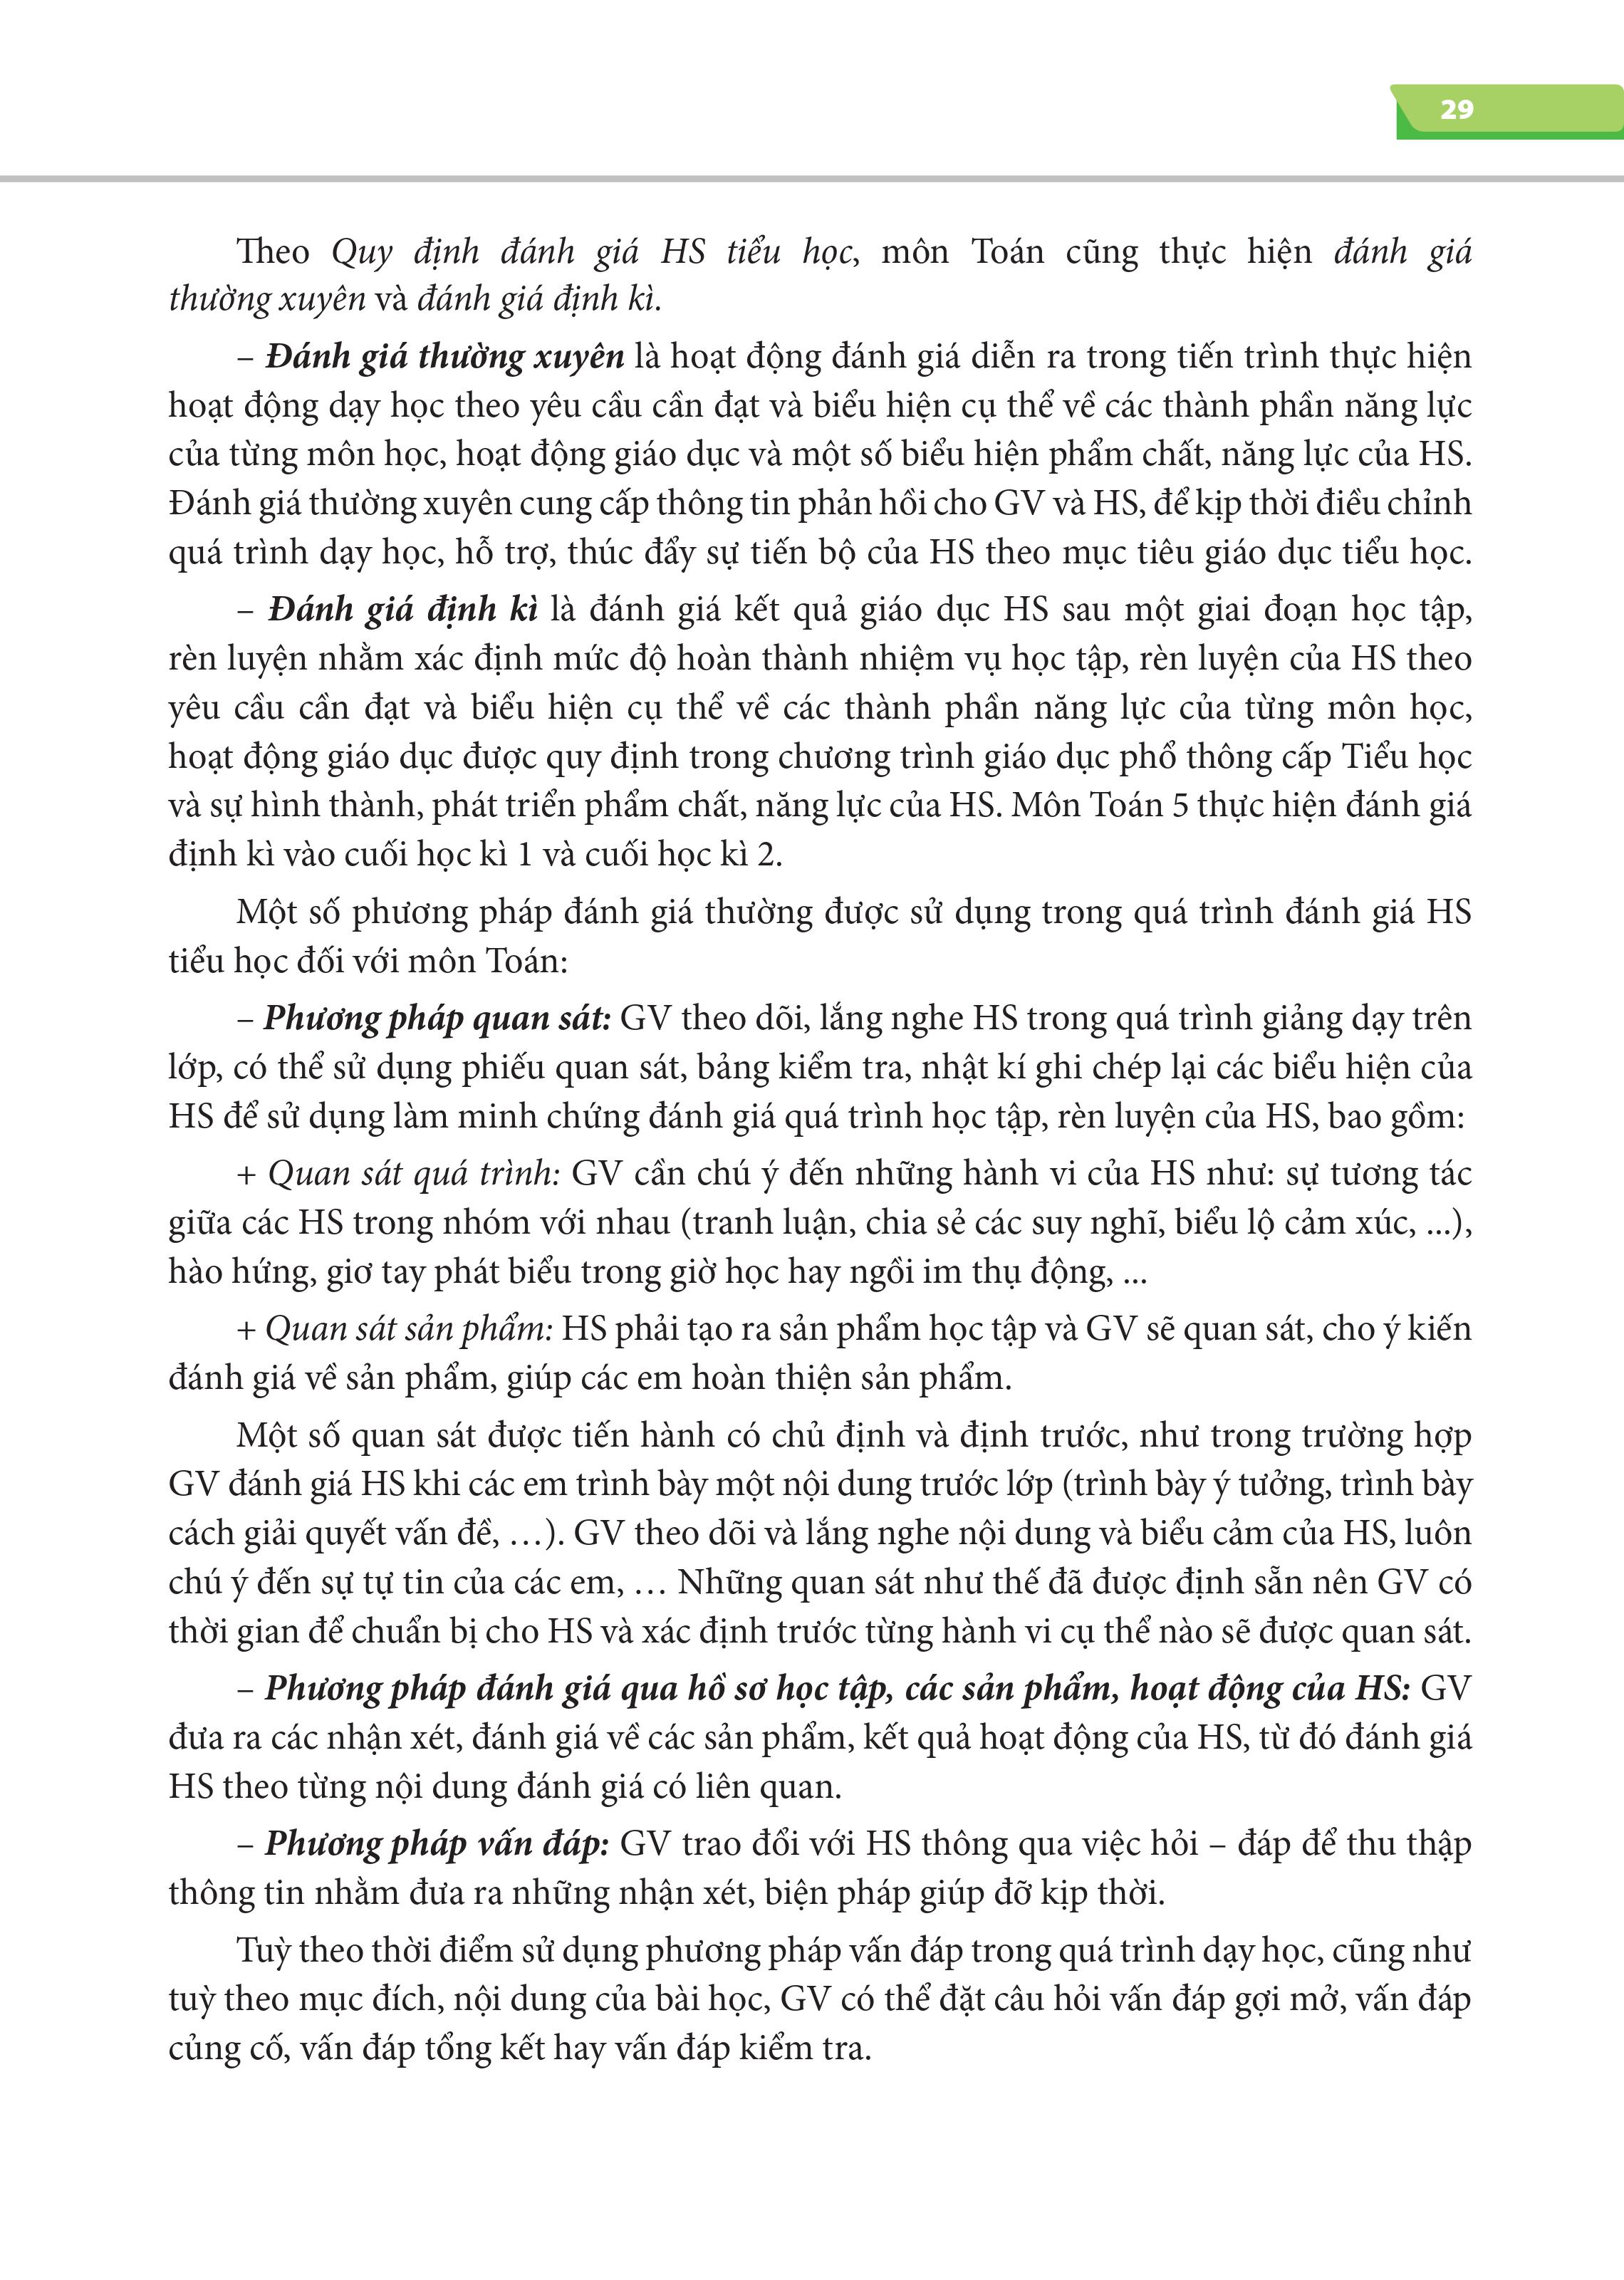 29
Theo Quy định đánh giá HS tiểu học, môn Toán cũng thực hiện đánh giá
thường xuyên và đánh giá định kì.
– Đánh giá thường xuyên là hoạt động đánh giá diễn ra trong tiến trình thực hiện
hoạt động dạy học theo yêu cầu cần đạt và biểu hiện cụ thể về các thành phần năng lực
của từng môn học, hoạt động giáo dục và một số biểu hiện phẩm chất, năng lực của HS.
Đánh giá thường xuyên cung cấp thông tin phản hồi cho GV và HS, để kịp thời điều chỉnh
quá trình dạy học, hỗ trợ, thúc đẩy sự tiến bộ của HS theo mục tiêu giáo dục tiểu học.
– Đánh giá định kì là đánh giá kết quả giáo dục HS sau một giai đoạn học tập,
rèn luyện nhằm xác định mức độ hoàn thành nhiệm vụ học tập, rèn luyện của HS theo
yêu cầu cần đạt và biểu hiện cụ thể về các thành phần năng lực của từng môn học,
hoạt động giáo dục được quy định trong chương trình giáo dục phổ thông cấp Tiểu học
và sự hình thành, phát triển phẩm chất, năng lực của HS. Môn Toán 5 thực hiện đánh giá
định kì vào cuối học kì 1 và cuối học kì 2.
Một số phương pháp đánh giá thường được sử dụng trong quá trình đánh giá HS
tiểu học đối với môn Toán:
– Phương pháp quan sát: GV theo dõi, lắng nghe HS trong quá trình giảng dạy trên
lớp, có thể sử dụng phiếu quan sát, bảng kiểm tra, nhật kí ghi chép lại các biểu hiện của
HS để sử dụng làm minh chứng đánh giá quá trình học tập, rèn luyện của HS, bao gồm:
+ Quan sát quá trình: GV cần chú ý đến những hành vi của HS như: sự tương tác
giữa các HS trong nhóm với nhau (tranh luận, chia sẻ các suy nghĩ, biểu lộ cảm xúc, ...),
hào hứng, giơ tay phát biểu trong giờ học hay ngồi im thụ động, ...
+ Quan sát sản phẩm: HS phải tạo ra sản phẩm học tập và GV sẽ quan sát, cho ý kiến
đánh giá về sản phẩm, giúp các em hoàn thiện sản phẩm.
Một số quan sát được tiến hành có chủ định và định trước, như trong trường hợp
GV đánh giá HS khi các em trình bày một nội dung trước lớp (trình bày ý tưởng, trình bày
cách giải quyết vấn đề, …). GV theo dõi và lắng nghe nội dung và biểu cảm của HS, luôn
chú ý đến sự tự tin của các em, … Những quan sát như thế đã được định sẵn nên GV có
thời gian để chuẩn bị cho HS và xác định trước từng hành vi cụ thể nào sẽ được quan sát.
– Phương pháp đánh giá qua hồ sơ học tập, các sản phẩm, hoạt động của HS: GV
đưa ra các nhận xét, đánh giá về các sản phẩm, kết quả hoạt động của HS, từ đó đánh giá
HS theo từng nội dung đánh giá có liên quan.
– Phương pháp vấn đáp: GV trao đổi với HS thông qua việc hỏi – đáp để thu thập
thông tin nhằm đưa ra những nhận xét, biện pháp giúp đỡ kịp thời.
Tuỳ theo thời điểm sử dụng phương pháp vấn đáp trong quá trình dạy học, cũng như
tuỳ theo mục đích, nội dung của bài học, GV có thể đặt câu hỏi vấn đáp gợi mở, vấn đáp
củng cố, vấn đáp tổng kết hay vấn đáp kiểm tra.